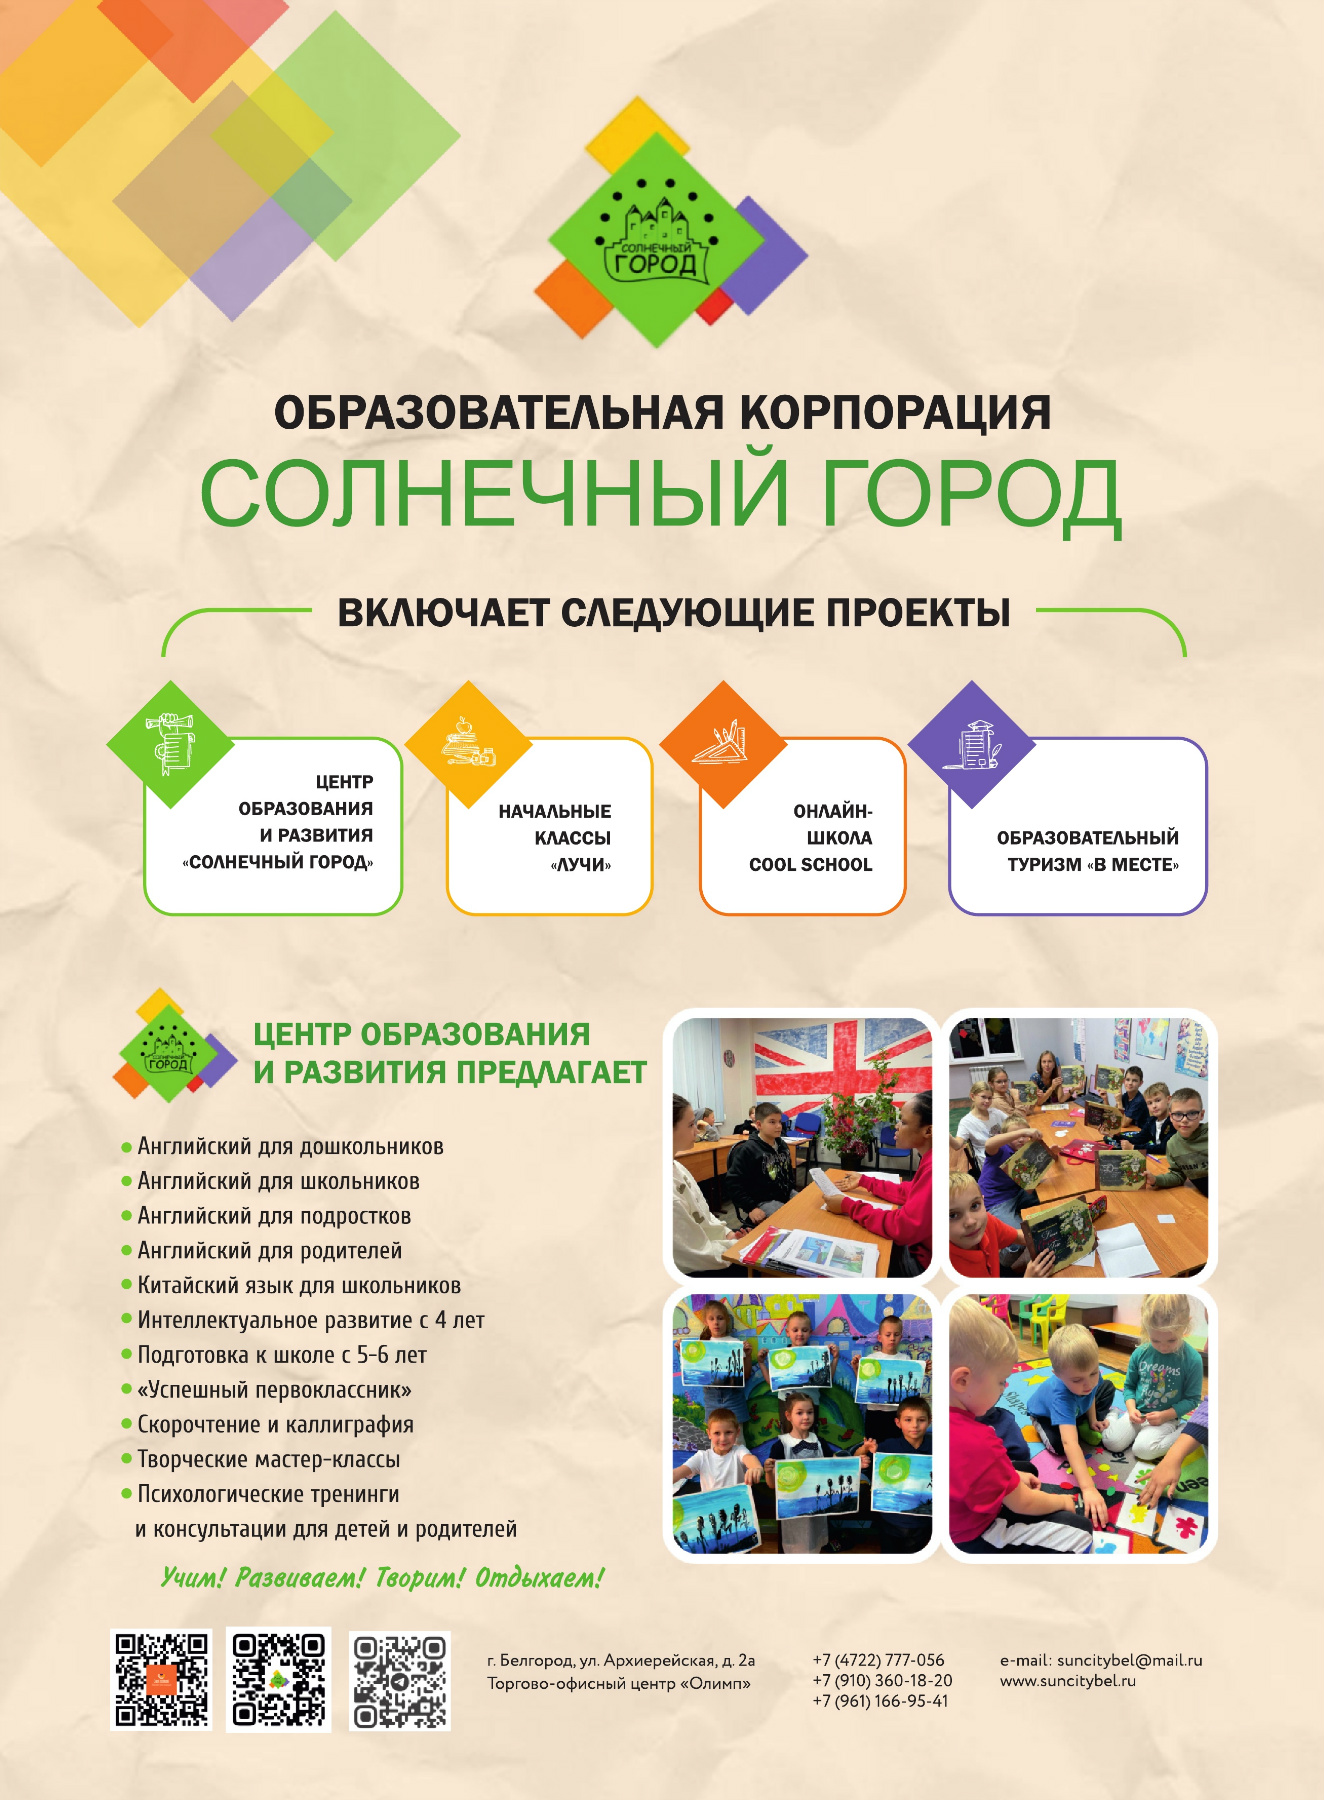 СОЛНЕЧНЫЙ
ГОРОД
ОБРАЗОВАТЕЛЬНАЯ КОРПОРАЦИЯ
СОЛНЕЧНЫЙ ГОРОД
ВКЛЮЧАЕТ СЛЕДУЮЩИЕ ПРОЕКТЫ
ЦЕНТР
ОБРАЗОВАНИЯ
И РАЗВИТИЯ
«СОЛНЕЧНЫЙ ГОРОД»
НАЧАЛЬНЫЕ
КЛАССЫ
«ЛУЧИ»
ОНЛАЙН-
ШКОЛА
COOL SCHOOL
ОБРАЗОВАТЕЛЬНЫЙ
ТУРИЗМ «В МЕСТЕ»
СОЛНЕЧНЫЙ
ГОРОД
ЦЕНТР ОБРАЗОВАНИЯ
И РАЗВИТИЯ ПРЕДЛАГАЕТ
• Английский для дошкольников
• Английский для школьников
• Английский для подростков
• Английский для родителей
• Китайский язык для школьников
• Интеллектуальное развитие с 4 лет
• Подготовка к школе с 5-6 лет
• «Успешный первоклассник»
• Скорочтение и каллиграфия
• Творческие мастер-классы
• Психологические тренинги
и консультации для детей и родителей
Учим! Развиваем! Творим! Отдыхаем!
Dreams
г. Белгород, ул. Архиерейская, д. 2а
Торгово-офисный центр «Олимп»
+7 (4722) 777-056
+7 (910) 360-18-20
+7 (961) 166-95-41
e-mail: suncitybel@mail.ru
www.suncitybel.ru